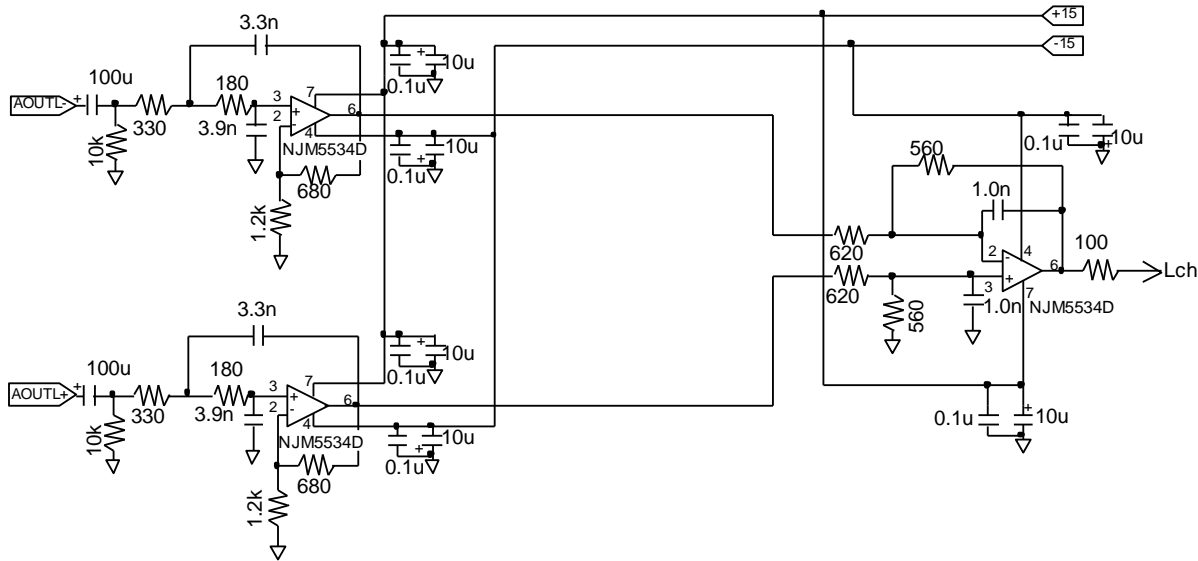 +15
3.3n
-15
10u
100u
180
0.1u
7
AOUTL-
+
3
+
6
330
2
-
3.9n
4
10k
NJM5534D
+
10u
0.1u
680
1.2k
0.1u
10u
+
560
1.0n
620
2
-
4
6
100
Lch
620
+
3
7
1.0n
NJM5534D
560
3.3n
+
10u
0.1u
100u
180
7
AOUTL+
+
3
+
6
330
2
-
3.9n
4
10k
NJM5534D
+
10u
0.1u
680
1.2k
0.1u
+
10u